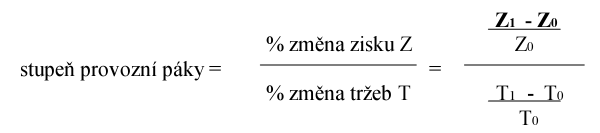 Z₁ - Z₀
% změna zisku Z
Z₀
stupeň provozní páky = =
% změna tržeb T
T₁ - T₀
T₀